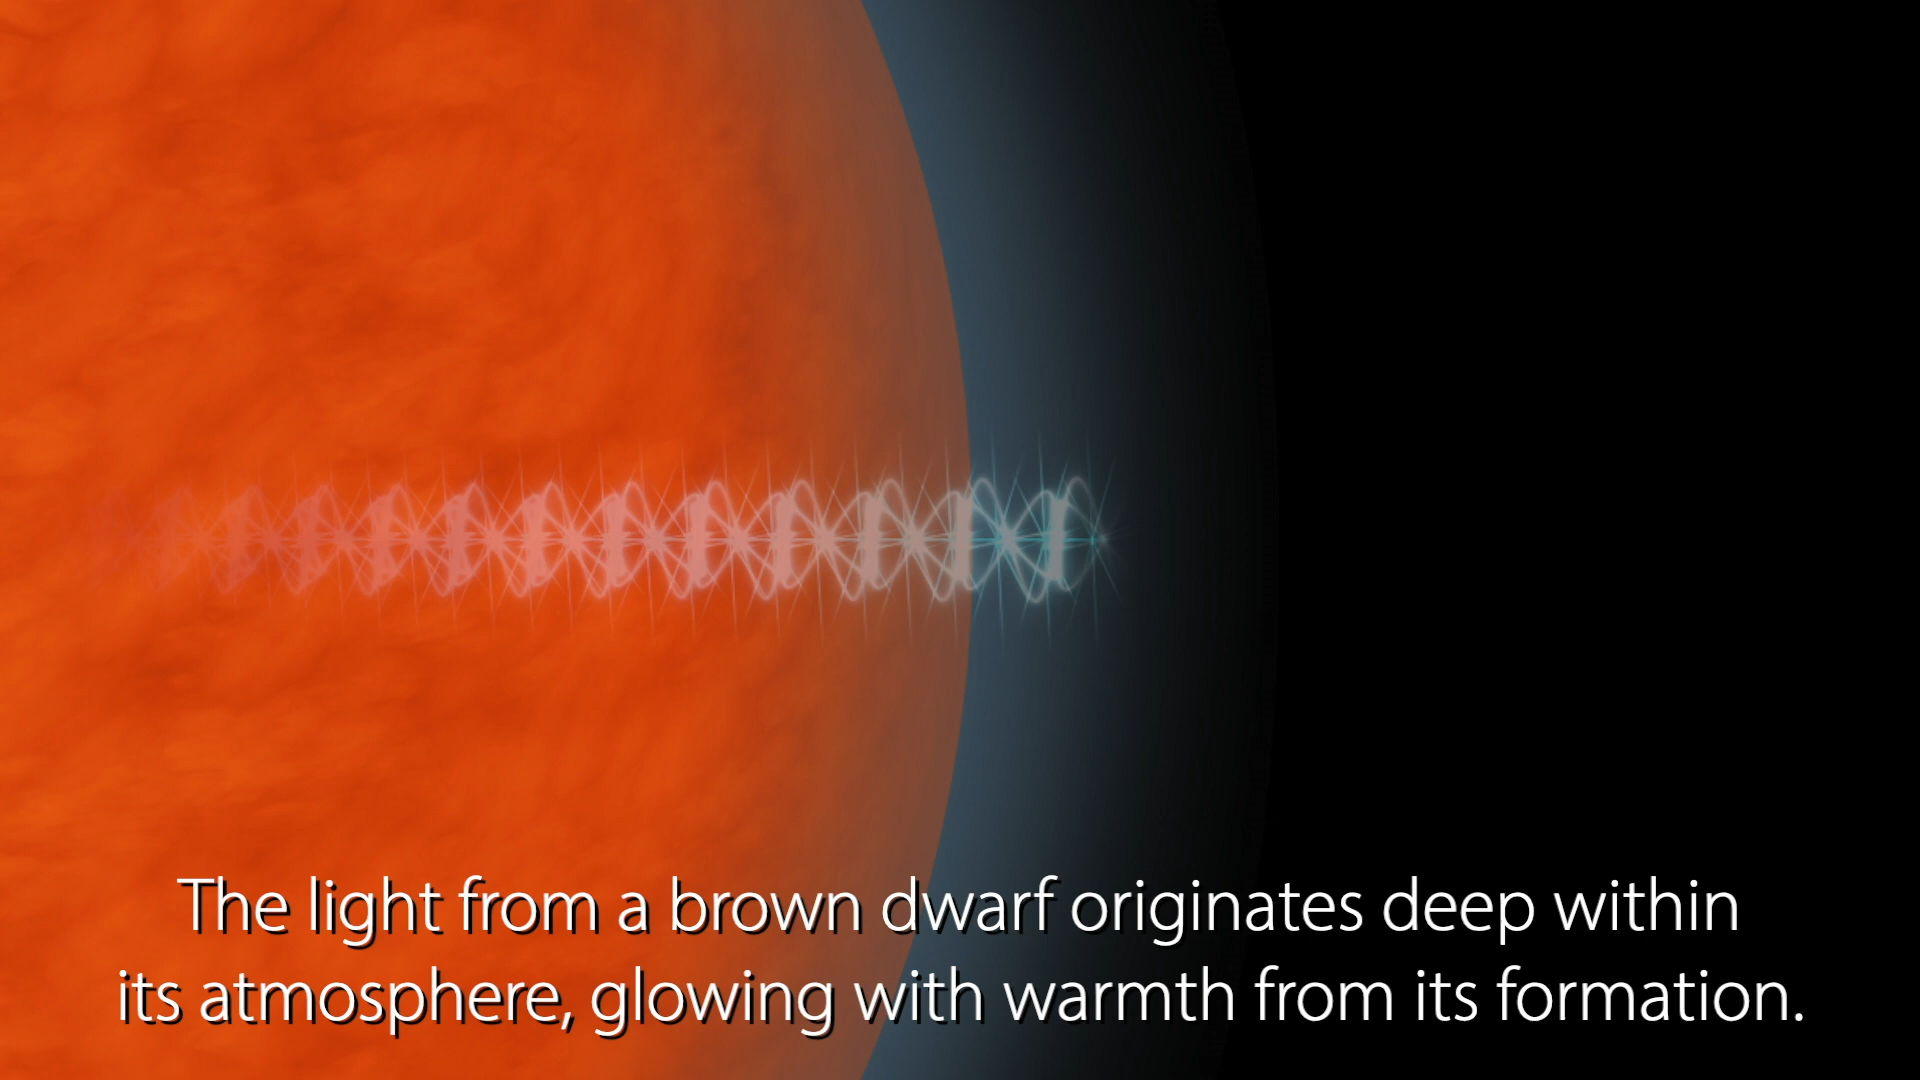 The light from a brown dwarf originates deep within
its atmosphere, glowing with warmth from its formation.